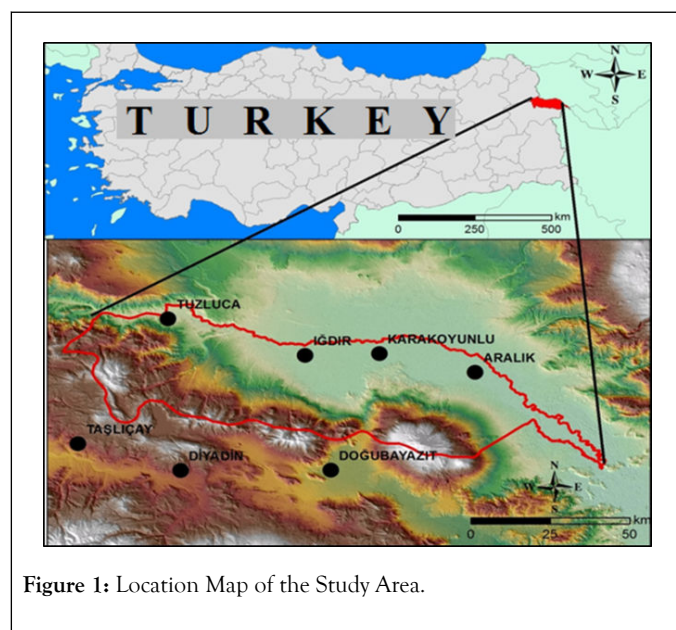 N
W E
S
T U R K E Y
km
0 250 500
TUZLUCA
IĞDIR
KARAKOYUNLU
ARALIK
TAŞLIÇAY
DİYADİN
DOĞUBAYAZIT
N
W E
S
km
0 25 50
Figure 1: Location Map of the Study Area.